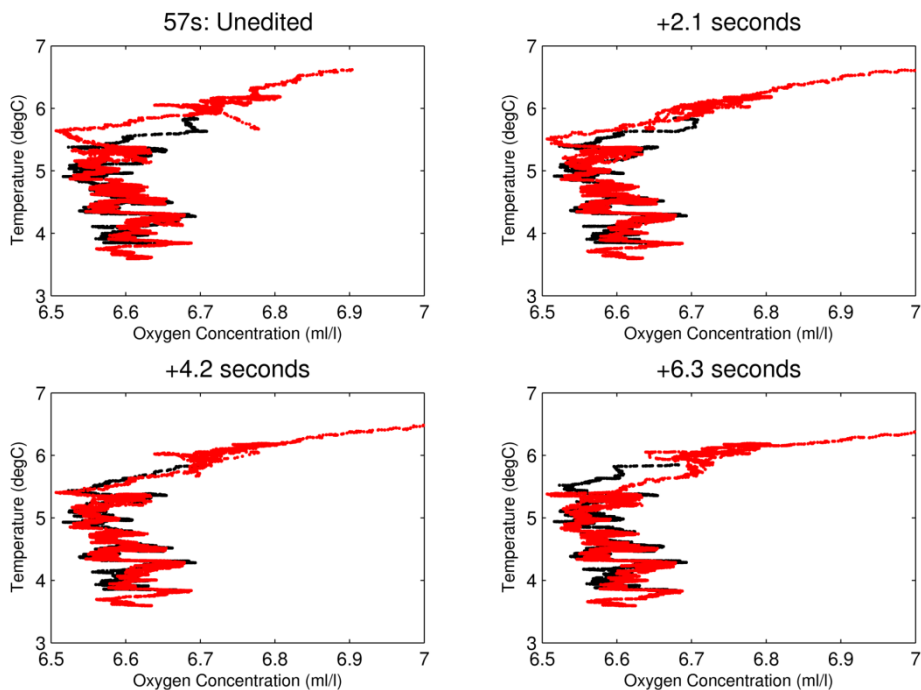 57s: Unedited
7
6
5
4
3
Temperature (degC)
6.5 6.6 6.7 6.8 6.9 7
Oxygen Concentration (ml/l)
+2.1 seconds
7
6
5
4
3
Temperature (degC)
6.5 6.6 6.7 6.8 6.9 7
Oxygen Concentration (ml/l)
+4.2 seconds
7
6
5
4
3
Temperature (degC)
6.5 6.6 6.7 6.8 6.9 7
Oxygen Concentration (ml/l)
+6.3 seconds
7
6
5
4
3
Temperature (degC)
6.5 6.6 6.7 6.8 6.9 7
Oxygen Concentration (ml/l)